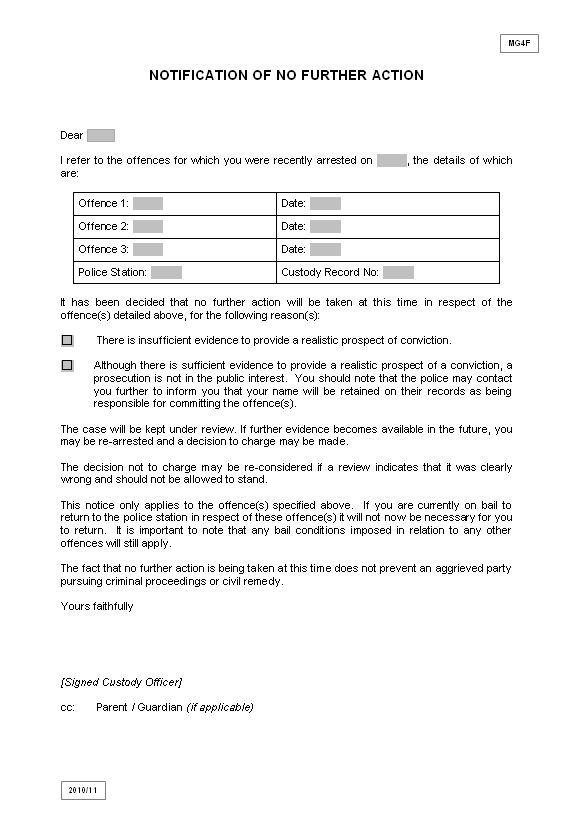 MG4F
NOTIFICATION OF NO FURTHER ACTION
Dear
I refer to the offences for which you were recently arrested on , the details of which
are:
Offence 1: Date:
Offence 2: Date:
Offence 3: Date:
Police Station: Custody Record No:
It has been decided that no further action will be taken at this time in respect of the
offence(s) detailed above, for the following reason(s):
There is insufficient evidence to provide a realistic prospect of conviction.
Although there is sufficient evidence to provide a realistic prospect of a conviction, a
prosecution is not in the public interest. You should note that the police may contact
you further to inform you that your name will be retained on their records as being
responsible for committing the offence(s).
The case will be kept under review. If further evidence becomes available in the future, you
may be re-arrested and a decision to charge may be made.
The decision not to charge may be re-considered if a review indicates that it was clearly
wrong and should not be allowed to stand.
This notice only applies to the offence(s) specified above. If you are currently on bail to
return to the police station in respect of these offence(s) it will not now be necessary for you
to return. It is important to note that any bail conditions imposed in relation to any other
offences will still apply.
The fact that no further action is being taken at this time does not prevent an aggrieved party
pursuing criminal proceedings or civil remedy.
Yours faithfully
[Signed Custody Officer]
cc: Parent / Guardian (if applicable)
2010/11